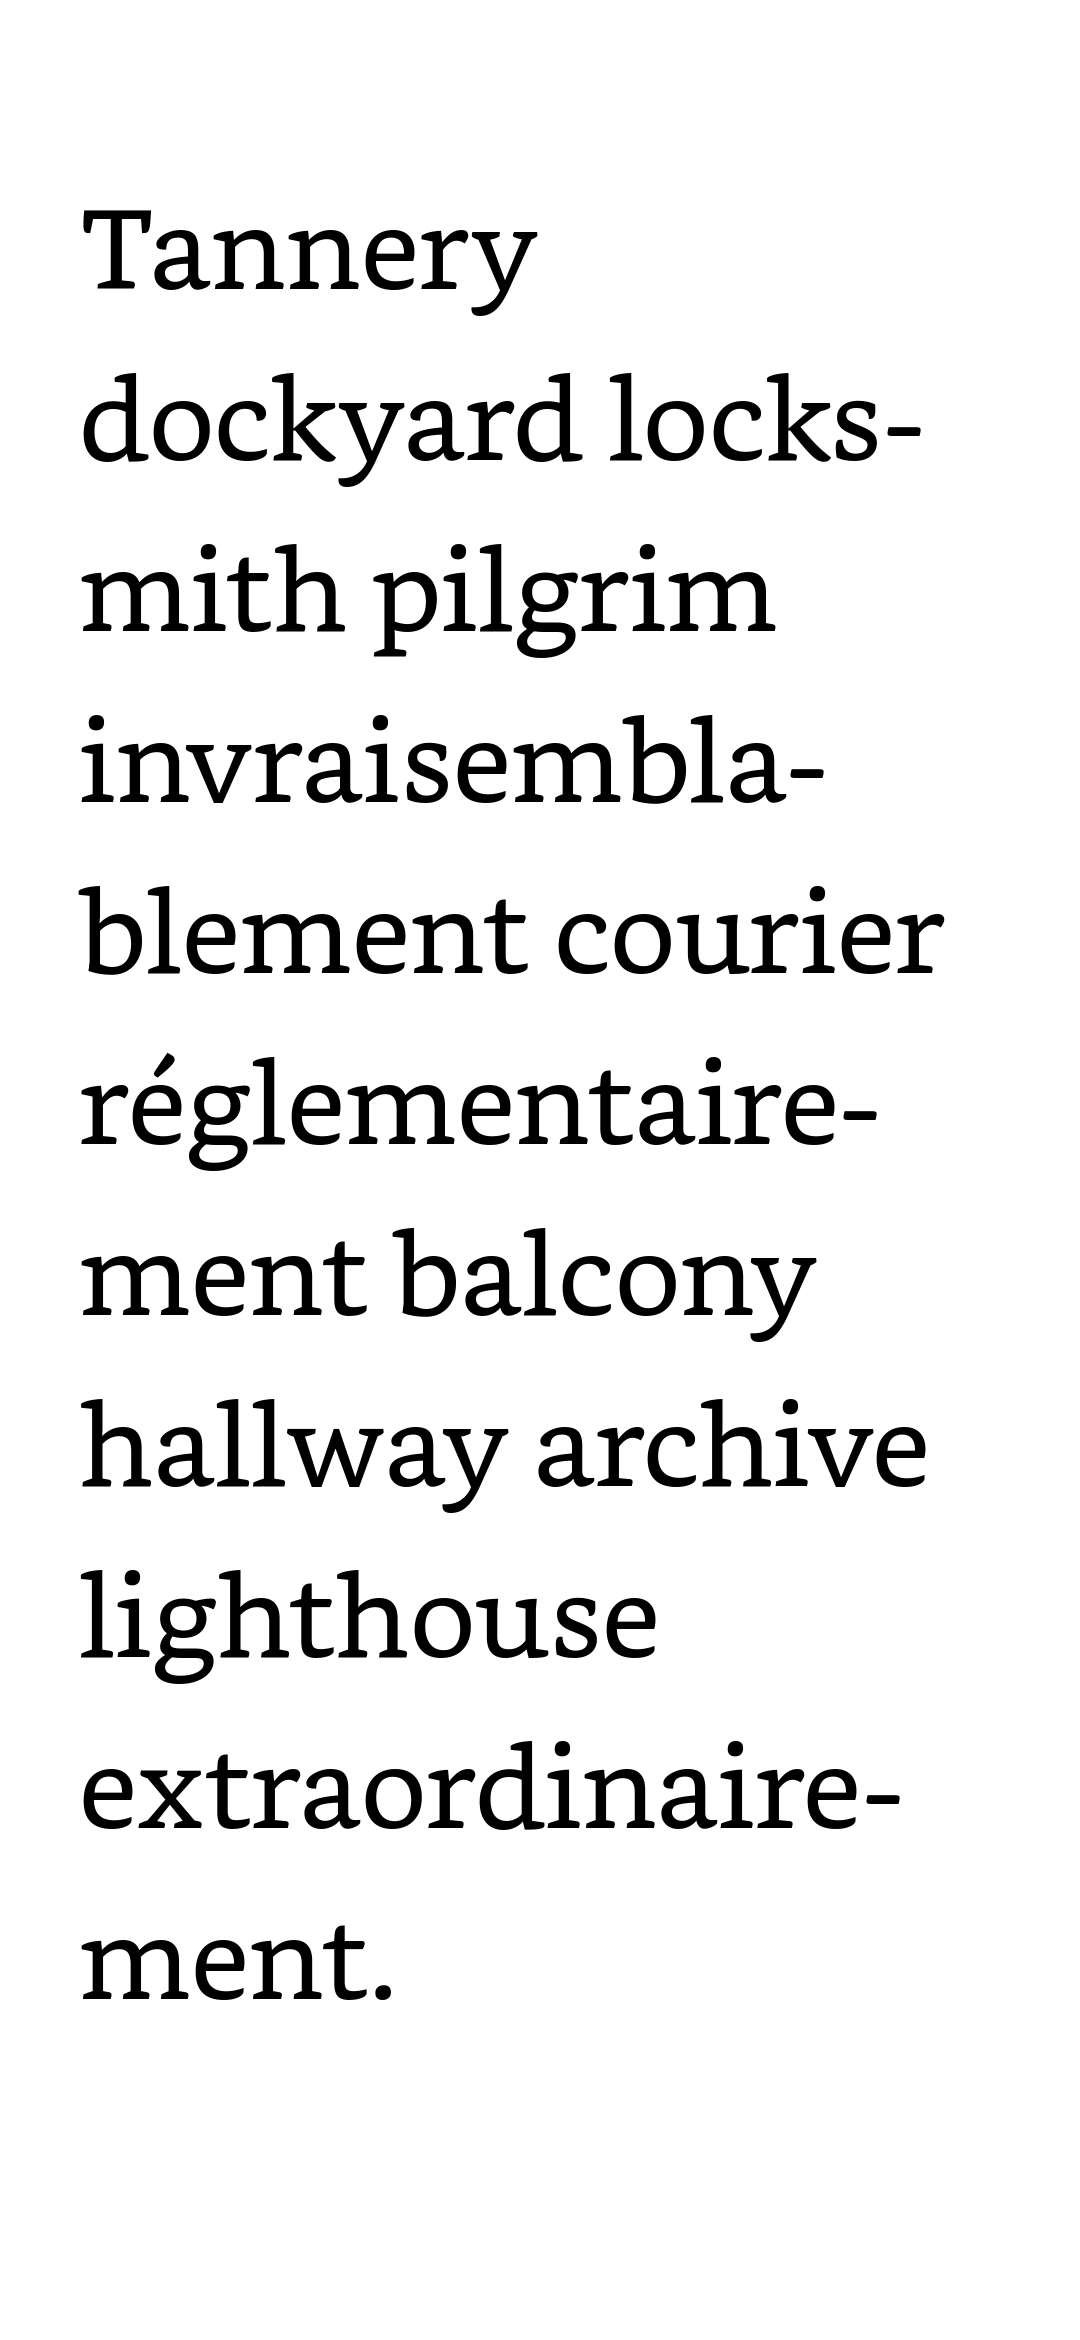 Tannery
dockyard locks-
mith pilgrim
invraisembla-
blement courier
réglementaire-
ment balcony
hallway archive
lighthouse
extraordinaire-
ment.